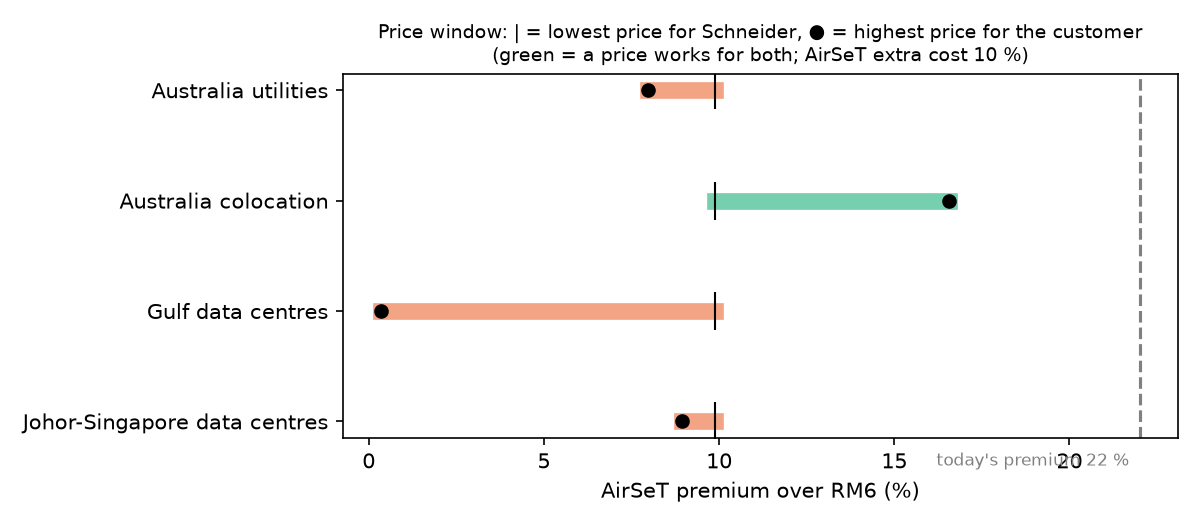 Price window: | = lowest price for Schneider, ● = highest price for the customer
(green = a price works for both; AirSeT extra cost 10 %)
Australia utilities
Australia colocation
Gulf data centres
Johor-Singapore data centres
0 5 10 15 20
today's premium 22 %
AirSeT premium over RM6 (%)